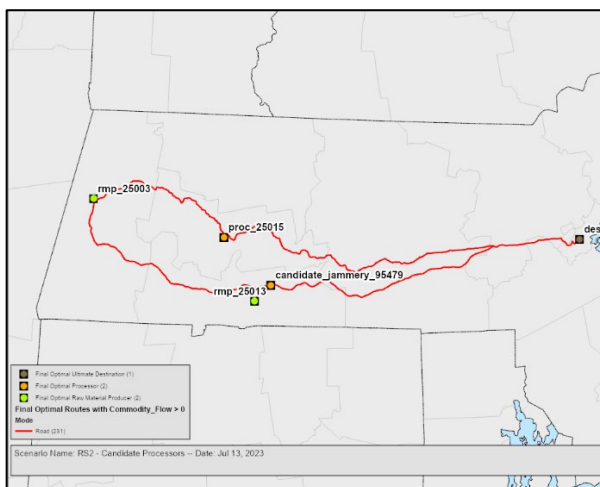 rmp_25003
proc_25015
des
candidate_jammery_95479
rmp_25013
Final Optimal Ultimate Destination (1)
Final Optimal Processor (2)
Final Optimal Raw Material Producer (2)
Final Optimal Routes with Commodity_Flow > 0
Mode
Road (281)
Scenario Name: RS2 - Candidate Processors -- Date: Jul 13, 2023